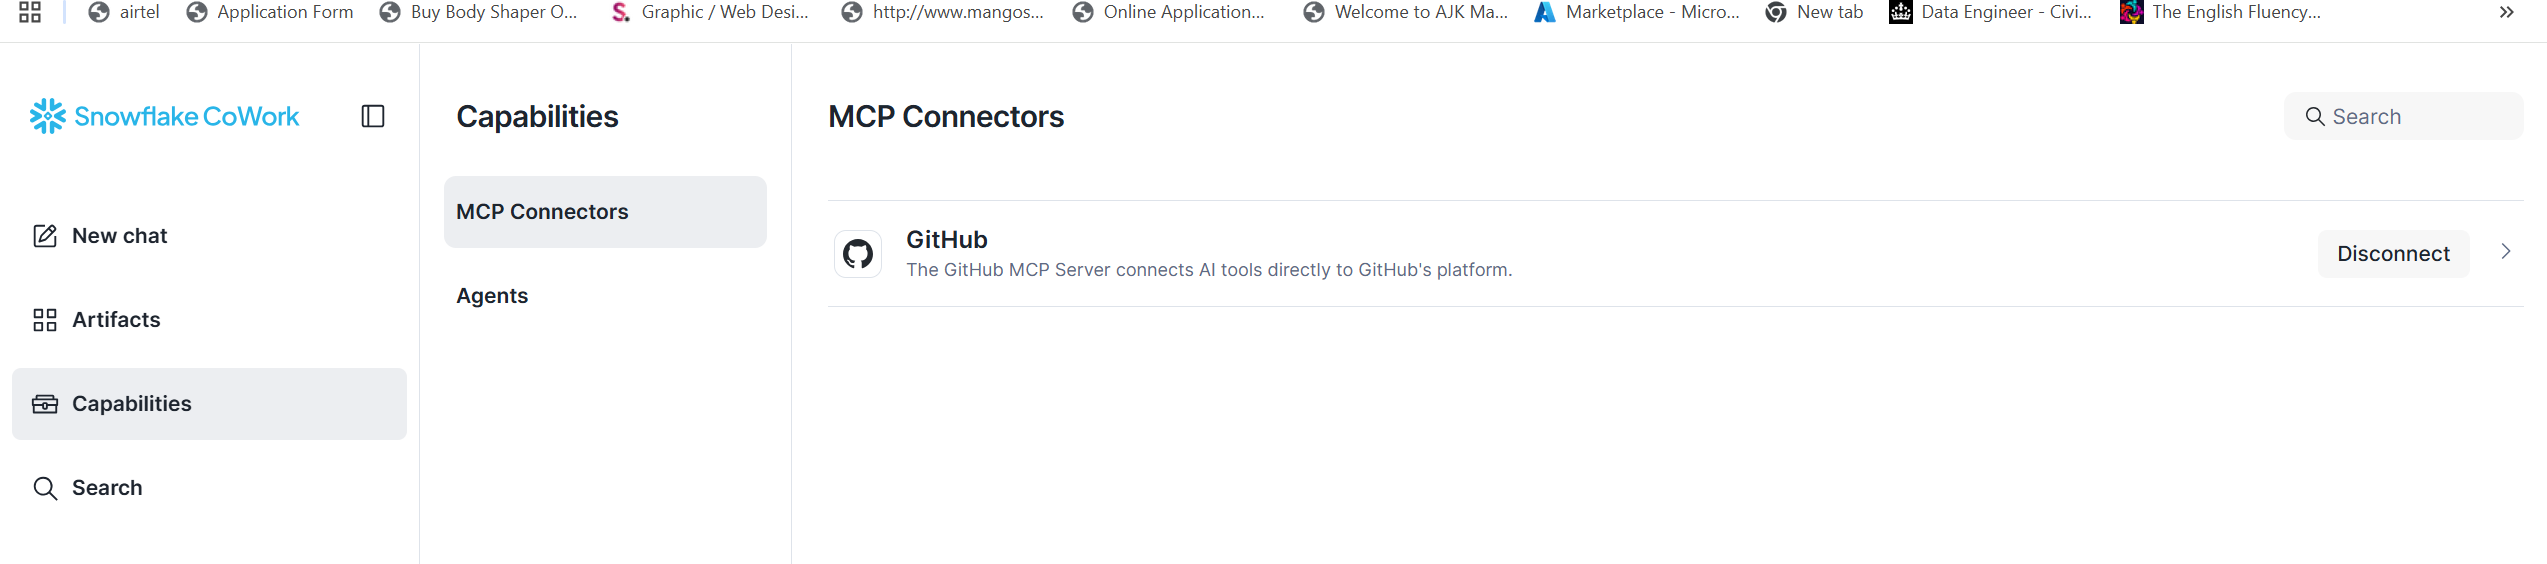 airtel
Application Form
Buy Body Shaper O...
Graphic / Web Desi...
http://www.mangos...
Online Application...
Welcome to AJK Ma...
Marketplace - Micro...
New tab
Data Engineer - Civi...
The English Fluency...
Snowflake CoWork
New chat
Artifacts
Capabilities
Search
Capabilities
MCP Connectors
Agents
MCP Connectors
Search
GitHub
The GitHub MCP Server connects AI tools directly to GitHub's platform.
Disconnect